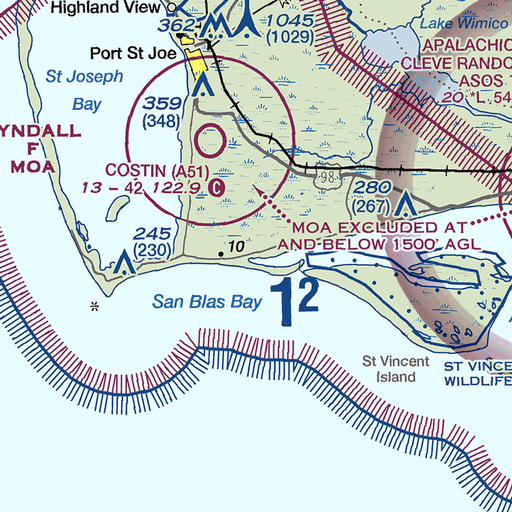 Highland View
362
1045
(1029)
Lake Wimico
Port St Joe
St Joseph
Bay
359
(348)
APALACHIC
CLEVE RANDO
ASOS
20 *L 54
YNDALL
F
MOA
COSTIN (A51)
13 - 42 122.9 C
98
280
(267)
MOA EXCLUDED AT
AND BELOW 1500' AGL
245
(230)
10
San Blas Bay
12
St Vincent
Island
ST VINCE
WILDLIFE